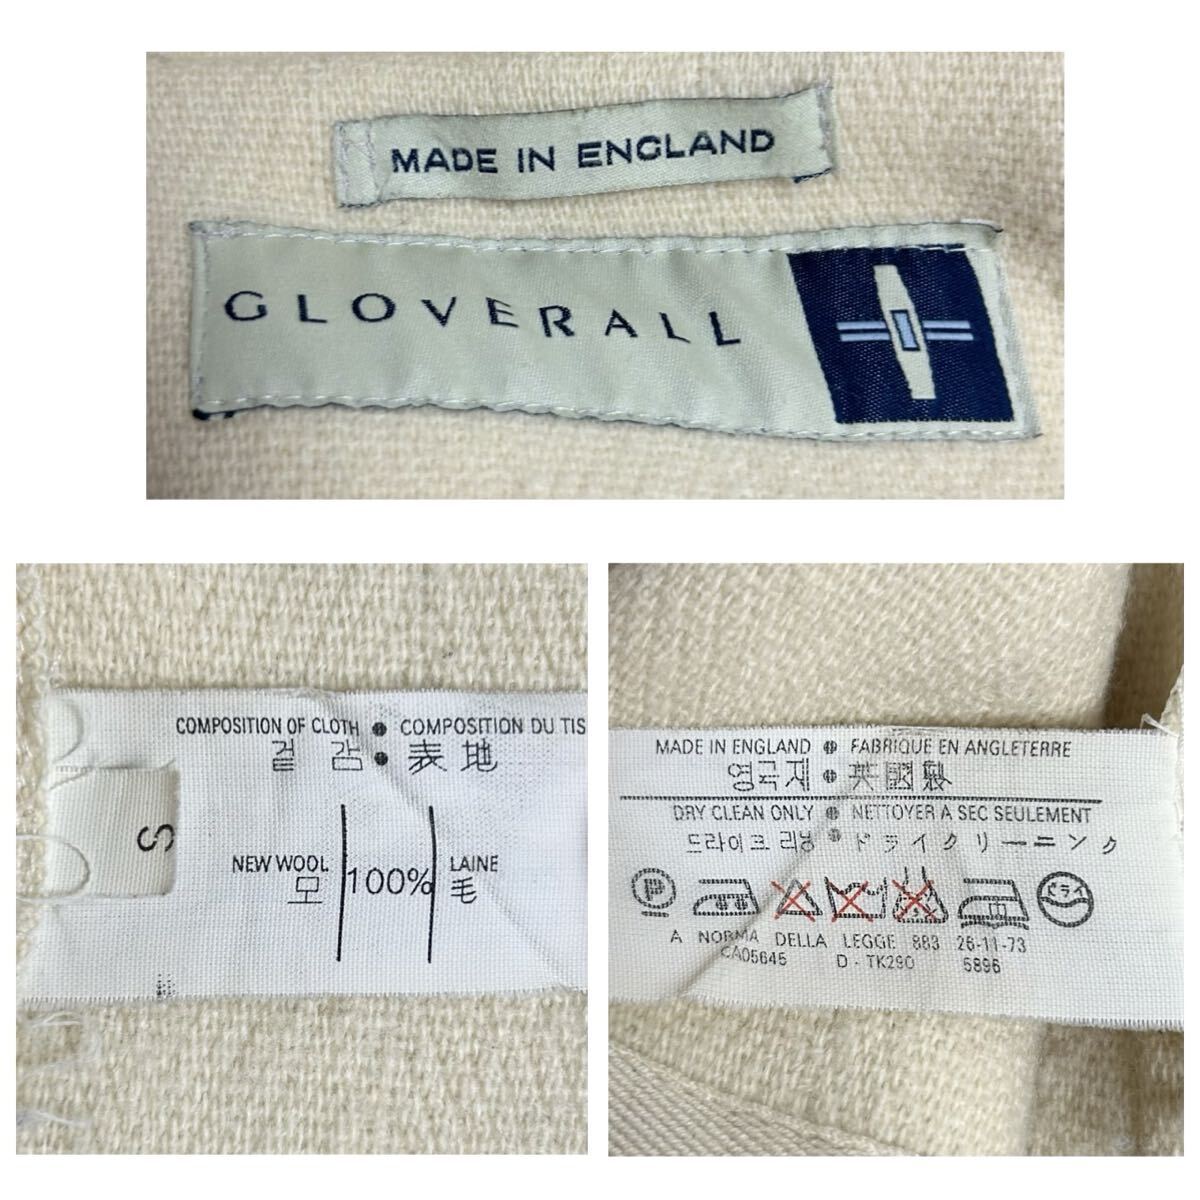 MADE IN ENGLAND
GLOVERALL
COMPOSITION OF CLOTH ● COMPOSITION DU TIS
겉 감 ● 表地
S
NEW WOOL 100% LAINE
모 毛
MADE IN ENGLAND ● FABRIQUE EN ANGLETERRE
영국제 ● 英國製
DRY CLEAN ONLY ● NETTOYER A SEC SEULEMENT
드라이크리닝 ● ドライクリーニンク
P ドライ
A NORMA DELLA LEGGE 883 26-11-73
CA05645 D - TK290 5896